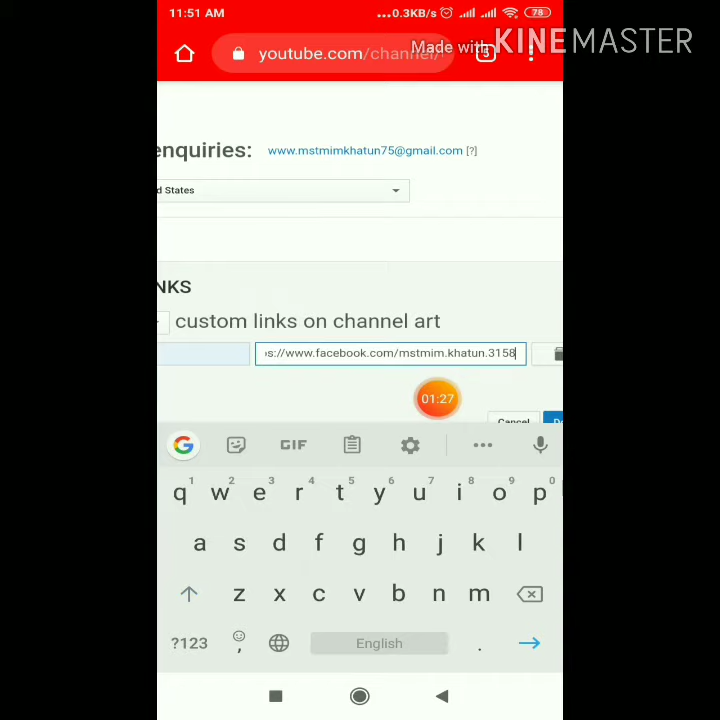 11:51 AM ...0.3KB/s 78
Made with KINEMASTER
youtube.com/channel/ 5
enquiries: www.mstmimkhatun75@gmail.com [?]
d States
NKS
custom links on channel art
s://www.facebook.com/mstmim.khatun.3158
01:27
Cancel
G GIF
1 2 3 4 5 6 7 8 9 0
q w e r t y u i o p
a s d f g h j k l
z x c v b n m
?123 , English .